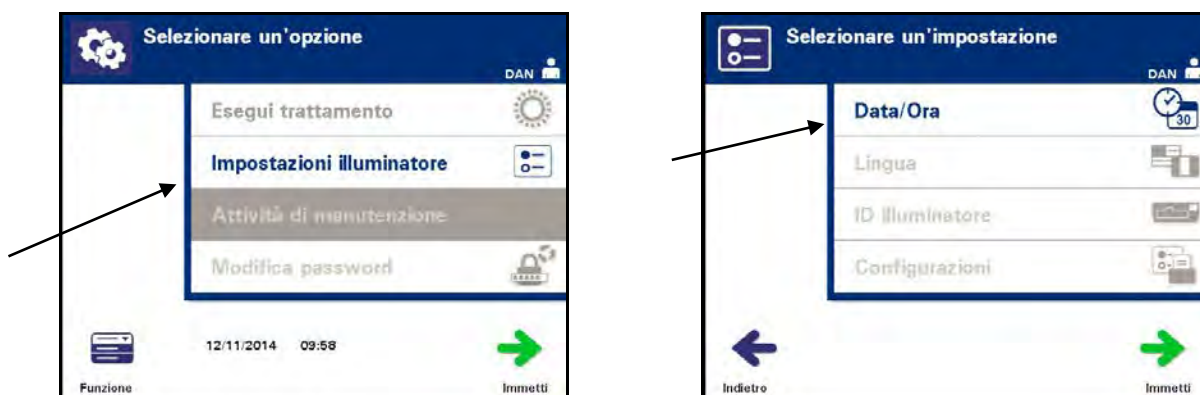 Selezionare un'opzione
DAN
Esegui trattamento
Impostazioni illuminatore
Attività di manutenzione
Modifica password
12/11/2014 09:58
Funzione
Immetti
Selezionare un'impostazione
DAN
Data/Ora
30
Lingua
ID illuminatore
Configurazioni
Indietro
Immetti